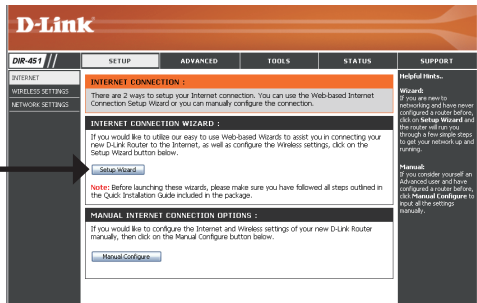 D-Link
DIR-451 //
SETUP ADVANCED TOOLS STATUS SUPPORT
INTERNET
WIRELESS SETTINGS
NETWORK SETTINGS
INTERNET CONNECTION :
There are 2 ways to setup your Internet connection. You can use the Web-based Internet
Connection Setup Wizard or you can manually configure the connection.
INTERNET CONNECTION WIZARD :
If you would like to utilize our easy to use Web-based Wizards to assist you in connecting your
new D-Link Router to the Internet, as well as configure the Wireless settings, click on the
Setup Wizard button below.
Setup Wizard
Note: Before launching these wizards, please make sure you have followed all steps outlined in
the Quick Installation Guide included in the package.
MANUAL INTERNET CONNECTION OPTIONS :
If you would like to configure the Internet and Wireless settings of your new D-Link Router
manually, then click on the Manual Configure button below.
Manual Configure
Helpful Hints..
Wizard:
If you are new to
networking and have never
configured a router before,
click on Setup Wizard and
the router will run you
through a few simple steps
to get your network up and
running.
Manual:
If you consider yourself an
Advanced user and have
configured a router before,
click Manual Configure to
input all the settings
manually.